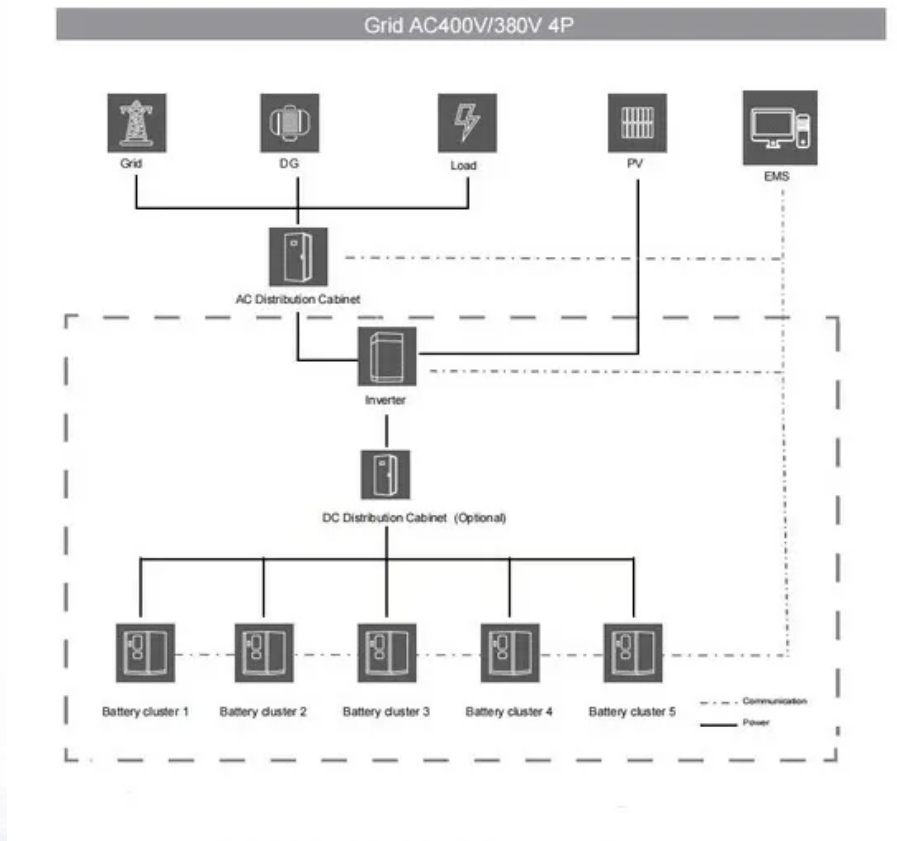 Grid AC400V/380V 4P
Grid
DG
Load
PV
EMS
AC Distribution Cabinet
Inverter
DC Distribution Cabinet (Optional)
Battery cluster 1
Battery cluster 2
Battery cluster 3
Battery cluster 4
Battery cluster 5
Communication
Power